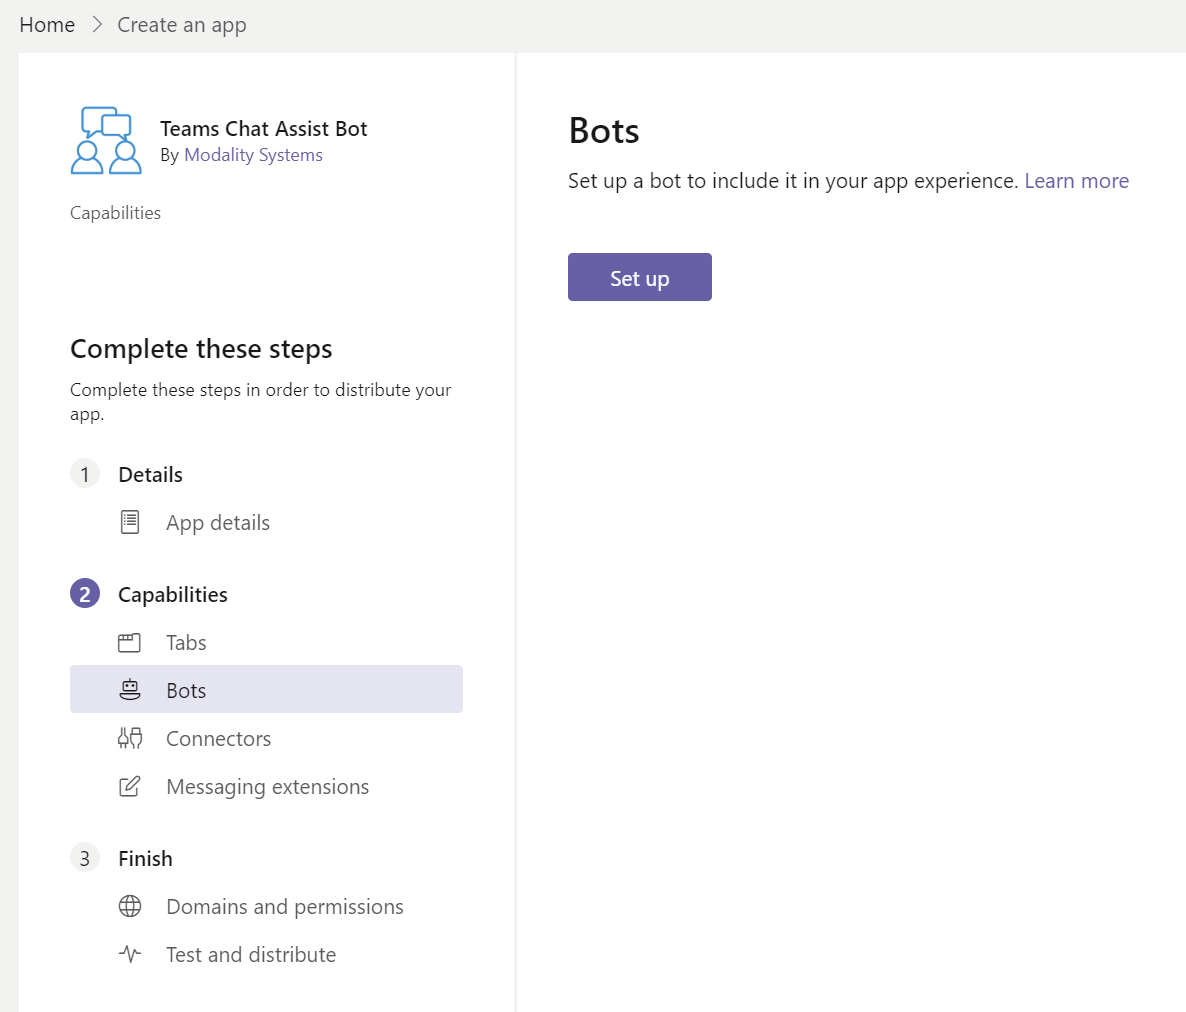 Home > Create an app
Teams Chat Assist Bot
By Modality Systems
Capabilities
Complete these steps
Complete these steps in order to distribute your
app.
1 Details
App details
2 Capabilities
Tabs
Bots
Connectors
Messaging extensions
3 Finish
Domains and permissions
Test and distribute
Bots
Set up a bot to include it in your app experience. Learn more
Set up